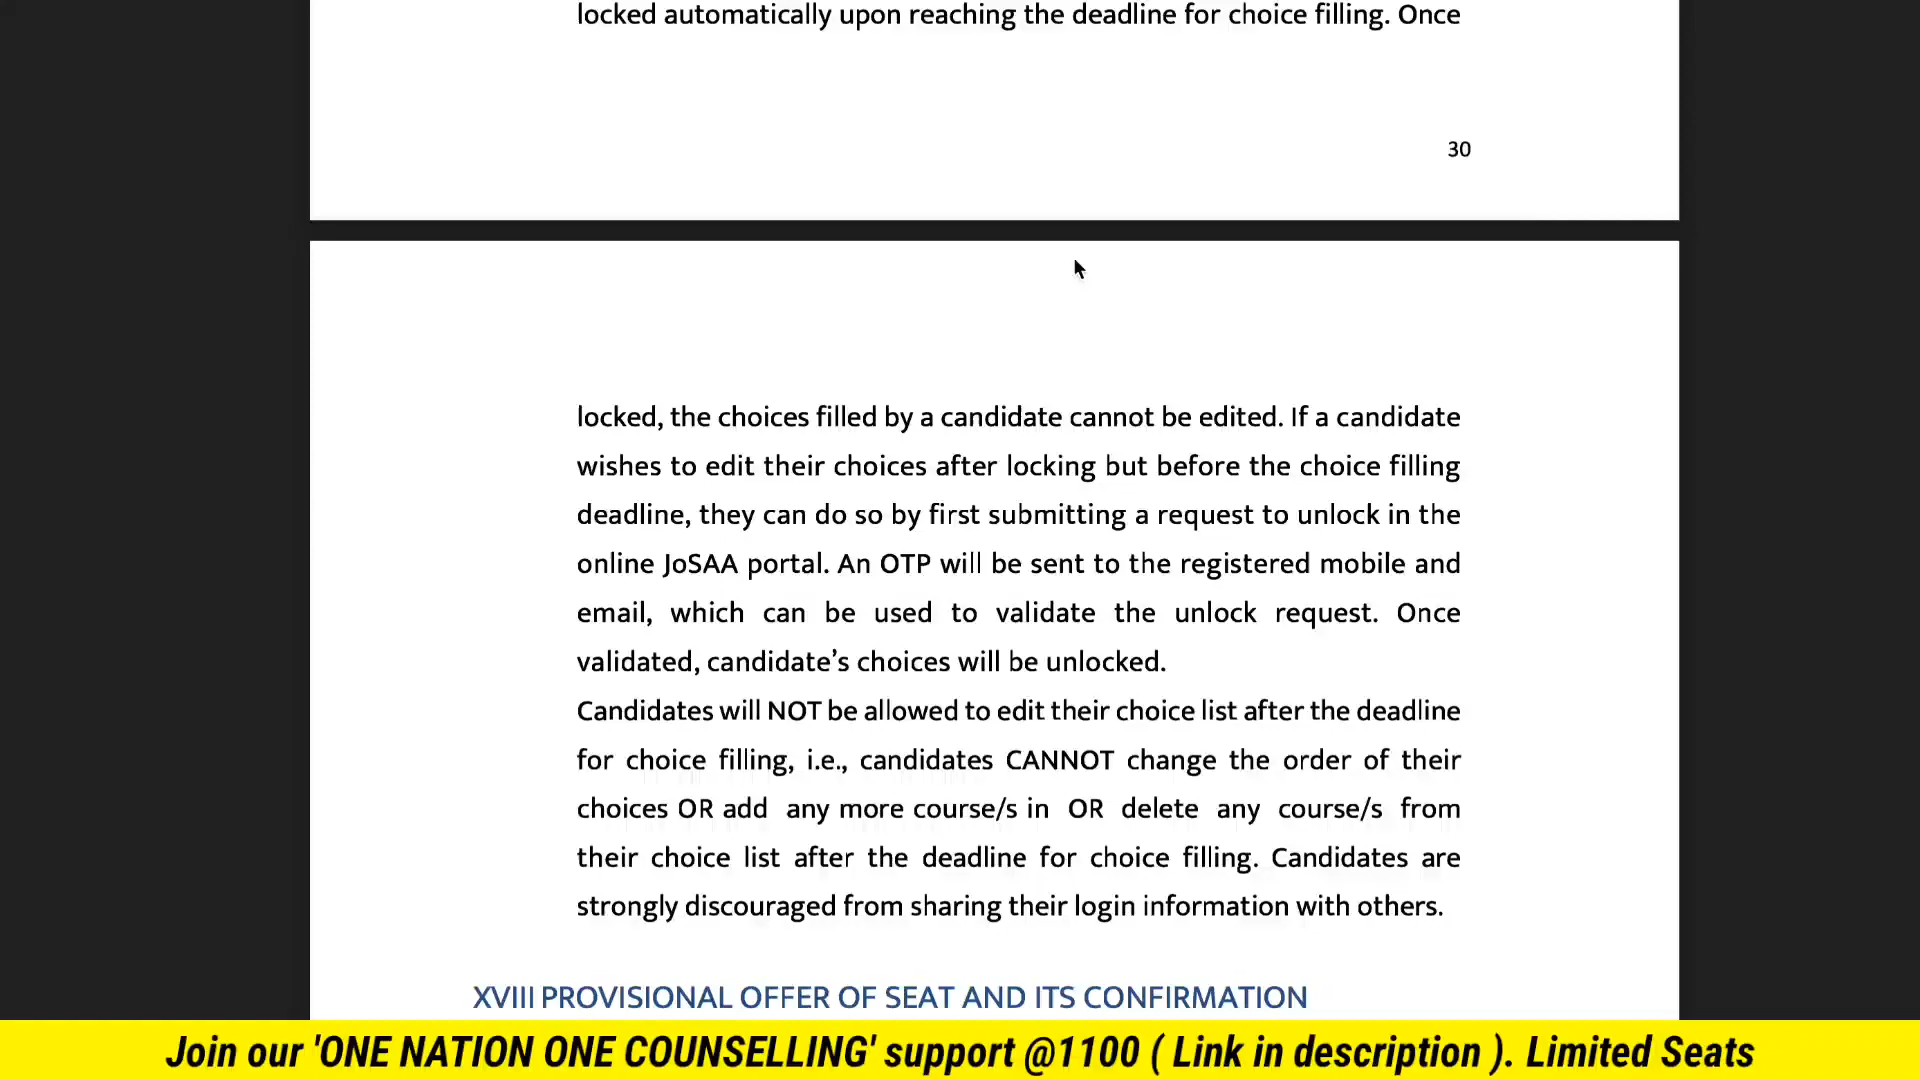 locked automatically upon reaching the deadline for choice filling. Once
30
locked, the choices filled by a candidate cannot be edited. If a candidate
wishes to edit their choices after locking but before the choice filling
deadline, they can do so by first submitting a request to unlock in the
online JoSAA portal. An OTP will be sent to the registered mobile and
email, which can be used to validate the unlock request. Once
validated, candidate’s choices will be unlocked.
Candidates will NOT be allowed to edit their choice list after the deadline
for choice filling, i.e., candidates CANNOT change the order of their
choices OR add any more course/s in OR delete any course/s from
their choice list after the deadline for choice filling. Candidates are
strongly discouraged from sharing their login information with others.
XVIII PROVISIONAL OFFER OF SEAT AND ITS CONFIRMATION
Join our 'ONE NATION ONE COUNSELLING' support @1100 ( Link in description ). Limited Seats